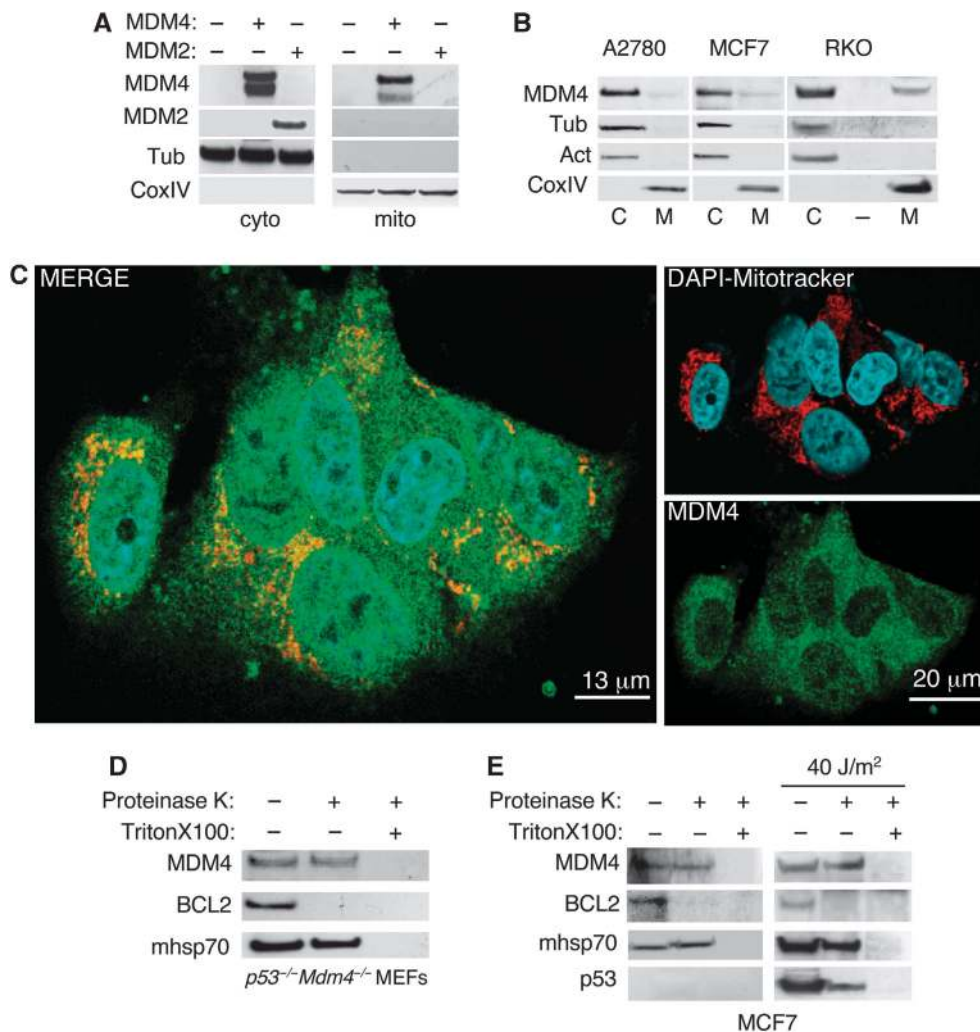 A
MDM4: – + – – + –
MDM2: – – + – – +
MDM4
MDM2
Tub
CoxIV
cyto mito
B
A2780 MCF7 RKO
MDM4
Tub
Act
CoxIV
C M C M C – M
C
MERGE
13 μm
DAPI-Mitotracker
MDM4
20 μm
D
Proteinase K: – + +
TritonX100: – – +
MDM4
BCL2
mhsp70
p53–/–Mdm4–/– MEFs
E
40 J/m²
Proteinase K: – + + – + +
TritonX100: – – + – – +
MDM4
BCL2
mhsp70
p53
MCF7